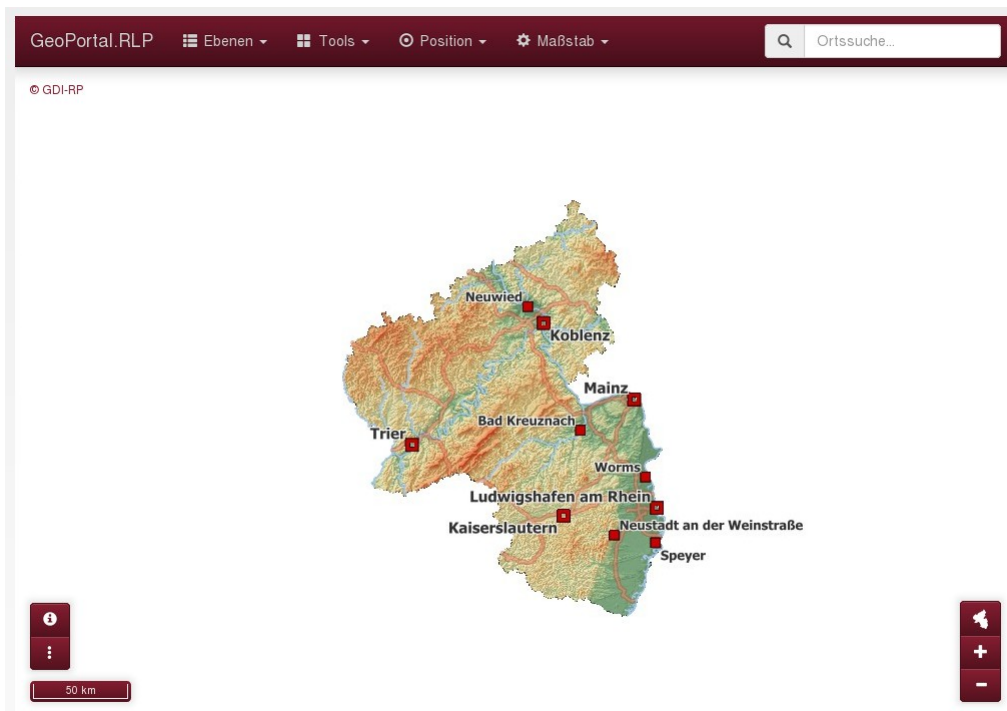 GeoPortal.RLP Ebenen Tools Position Maßstab Ortssuche...
© GDI-RP
Neuwied
Koblenz
Mainz
Bad Kreuznach
Trier
Worms
Ludwigshafen am Rhein
Kaiserslautern
Neustadt an der Weinstraße
Speyer
50 km